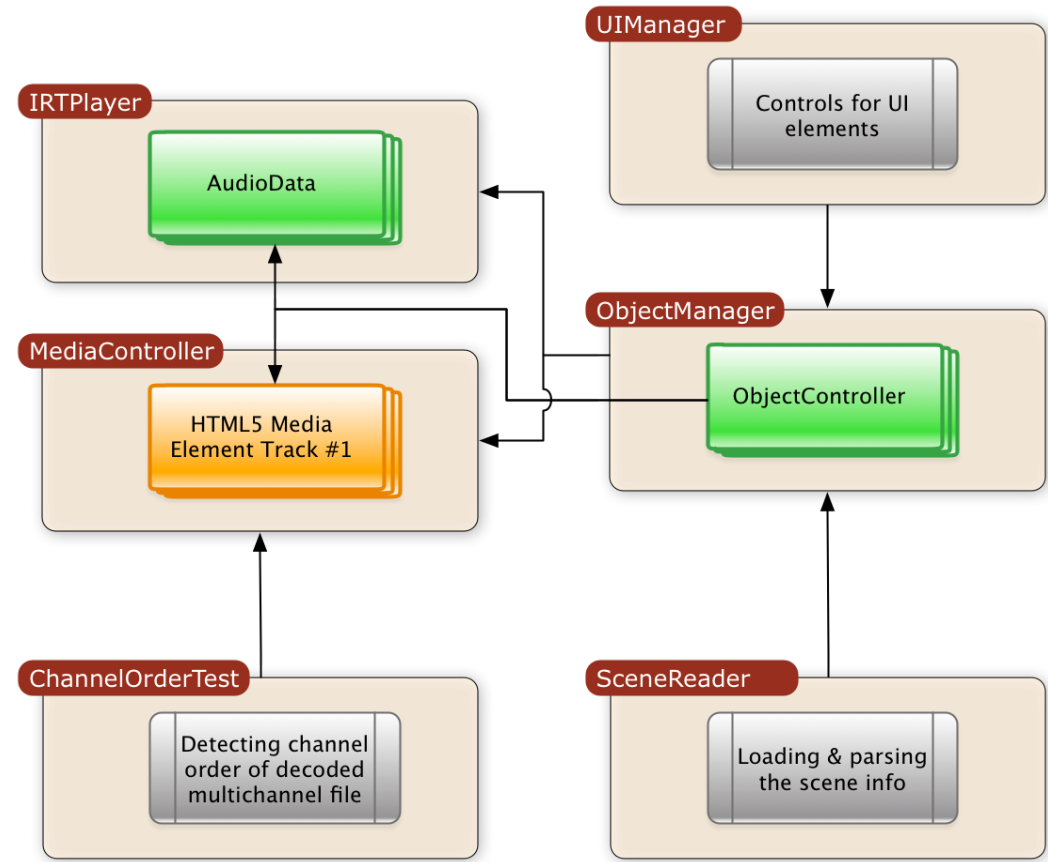 UIManager
Controls for UI
elements
IRTPlayer
AudioData
ObjectManager
ObjectController
MediaController
HTML5 Media
Element Track #1
ChannelOrderTest
Detecting channel
order of decoded
multichannel file
SceneReader
Loading & parsing
the scene info